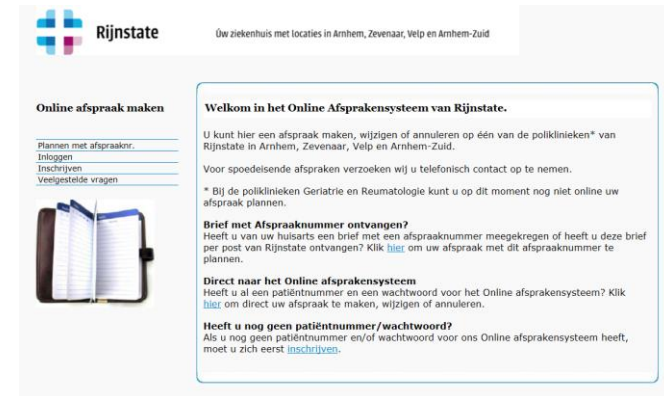 Rijnstate
Úw ziekenhuis met locaties in Arnhem, Zevenaar, Velp en Arnhem-Zuid
Online afspraak maken
Plannen met afspraaknr.
Inloggen
Inschrijven
Veelgestelde vragen
Welkom in het Online Afsprakensysteem van Rijnstate.
U kunt hier een afspraak maken, wijzigen of annuleren op één van de poliklinieken* van
Rijnstate in Arnhem, Zevenaar, Velp en Arnhem-Zuid.
Voor spoedeisende afspraken verzoeken wij u telefonisch contact op te nemen.
* Bij de poliklinieken Geriatrie en Reumatologie kunt u op dit moment nog niet online uw
afspraak plannen.
Brief met Afspraaknummer ontvangen?
Heeft u van uw huisarts een brief met een afspraaknummer meegekregen of heeft u deze brief
per post van Rijnstate ontvangen? Klik hier om uw afspraak met dit afspraaknummer te
plannen.
Direct naar het Online afsprakensysteem
Heeft u al een patiëntnummer en een wachtwoord voor het Online afsprakensysteem? Klik
hier om direct uw afspraak te maken, wijzigen of annuleren.
Heeft u nog geen patiëntnummer/wachtwoord?
Als u nog geen patiëntnummer en/of wachtwoord voor ons Online afsprakensysteem heeft,
moet u zich eerst inschrijven.